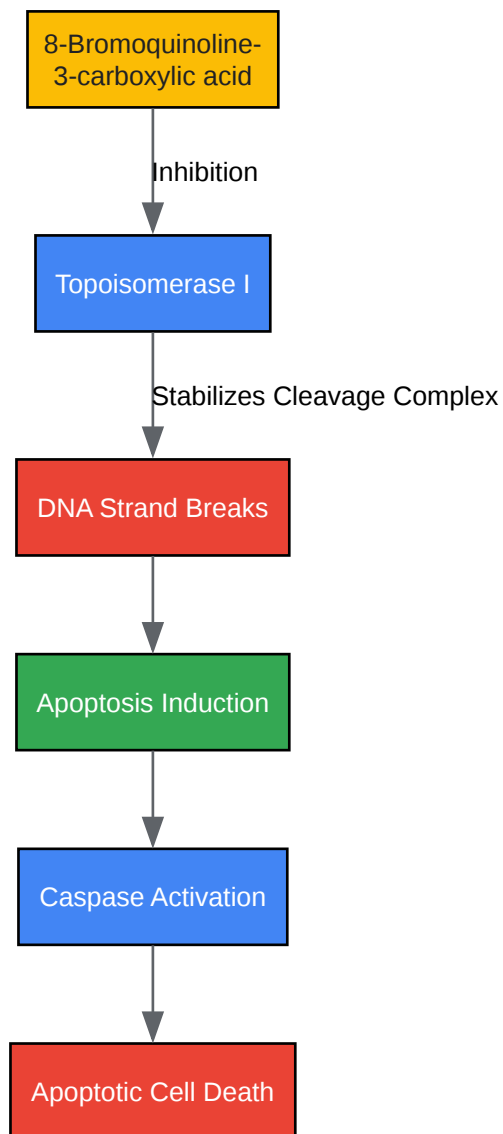 8-Bromoquinoline-
3-carboxylic acid
Inhibition
Topoisomerase I
Stabilizes Cleavage Complex
DNA Strand Breaks
Apoptosis Induction
Caspase Activation
Apoptotic Cell Death